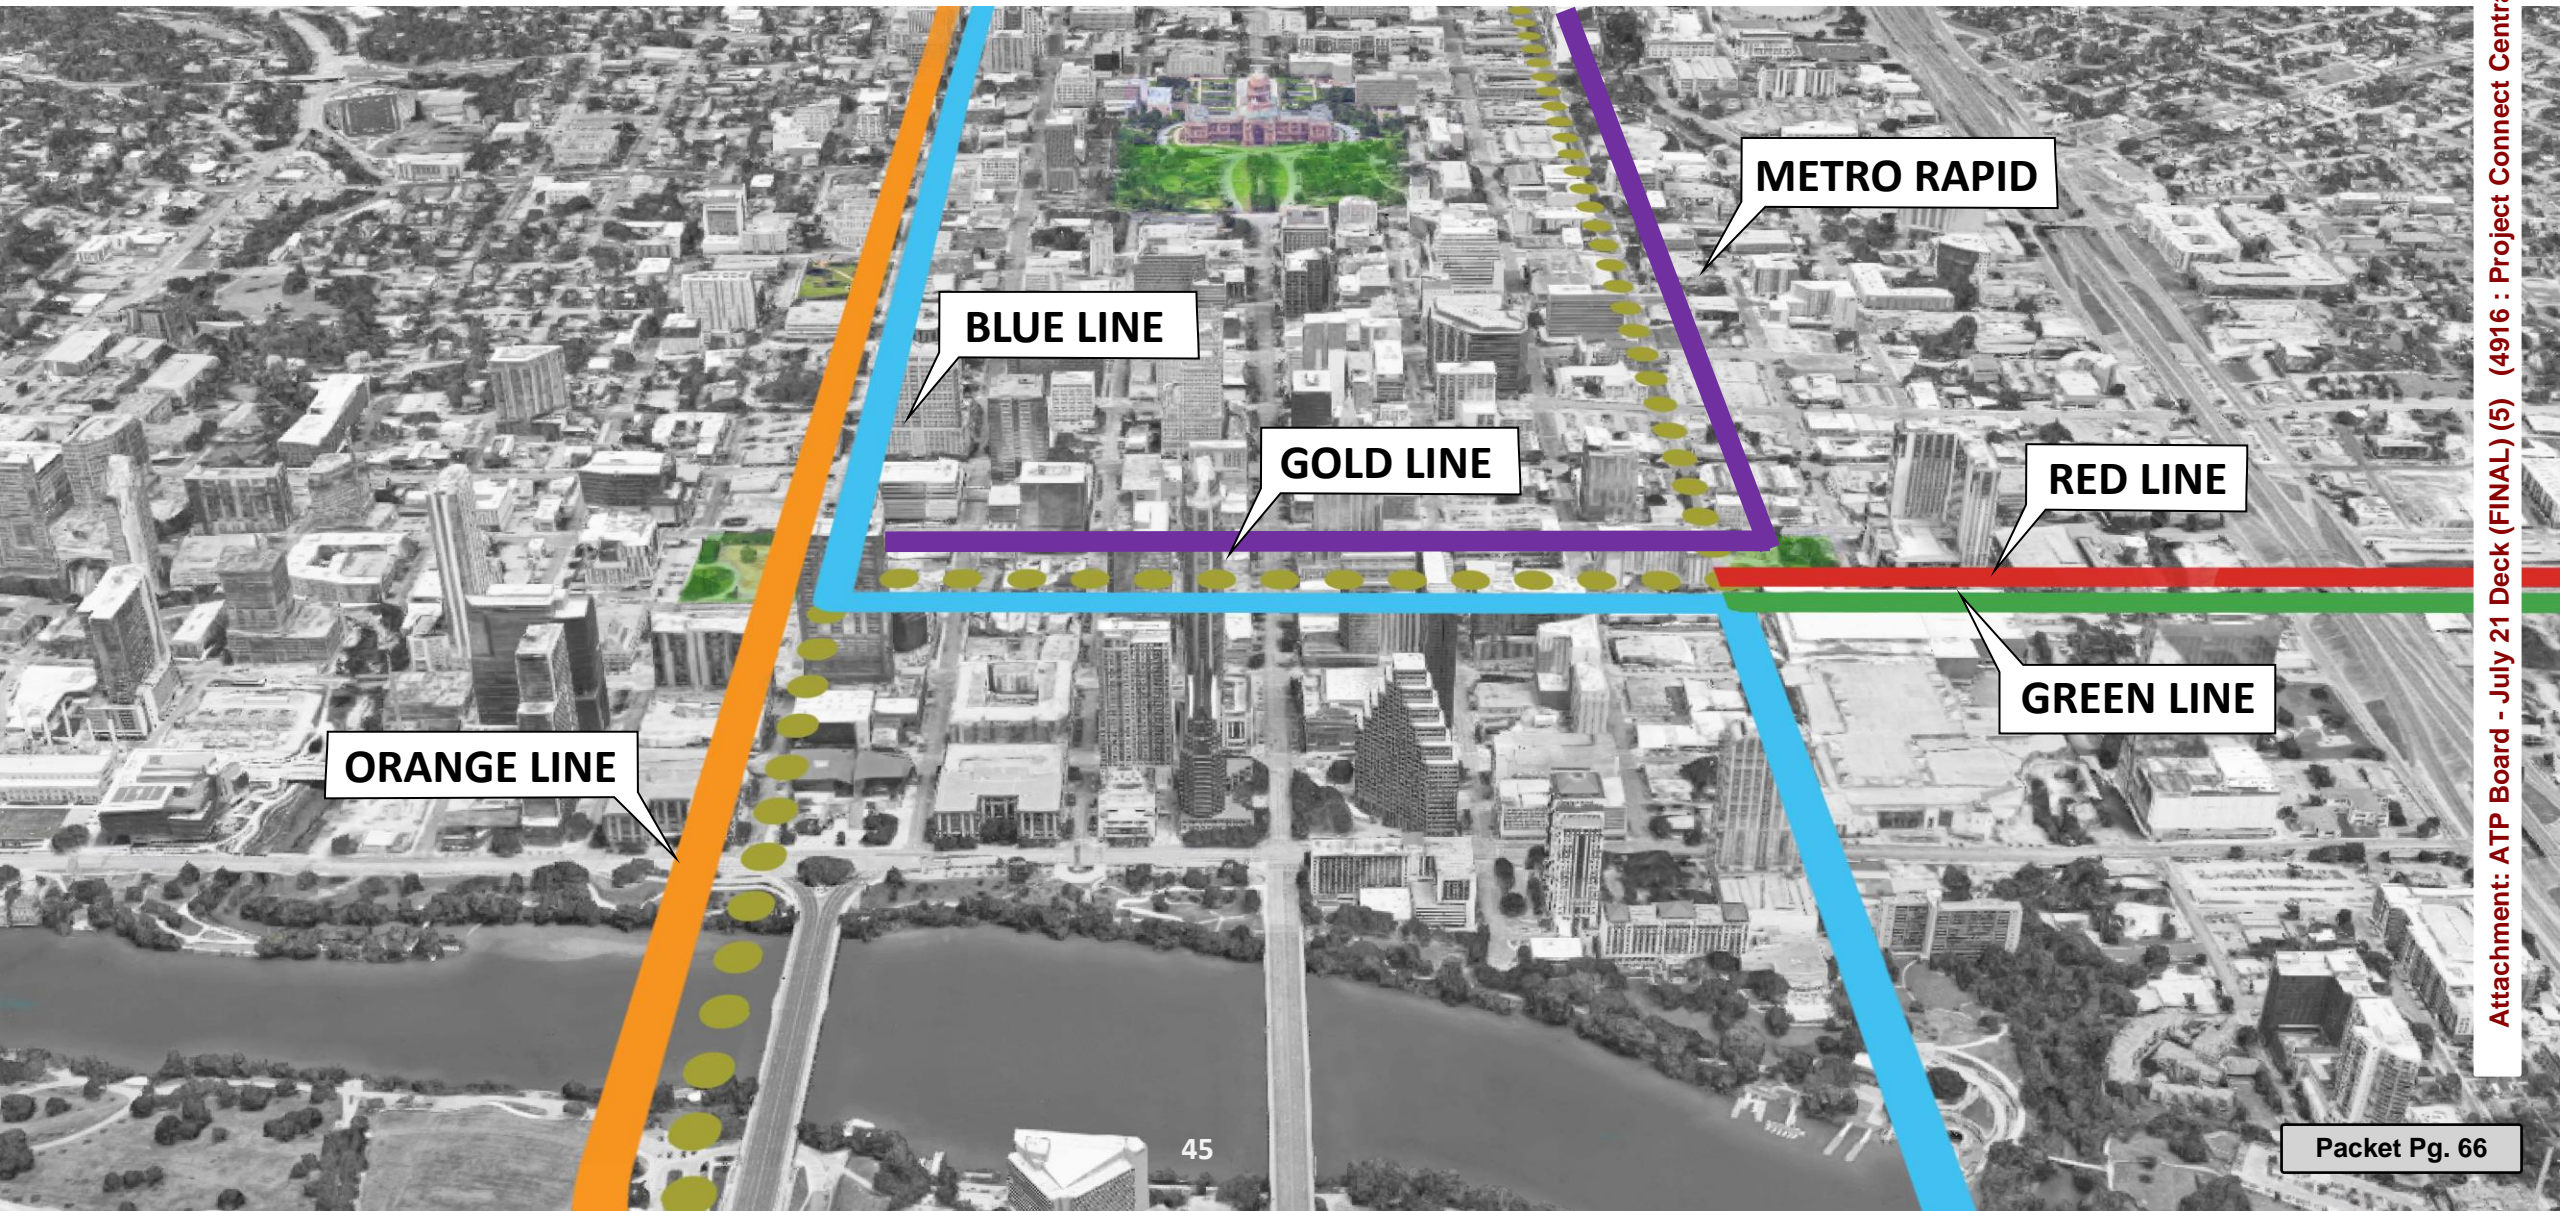 METRO RAPID
BLUE LINE
GOLD LINE
RED LINE
GREEN LINE
ORANGE LINE
45
Packet Pg. 66
Attachment: ATP Board - July 21 Deck (FINAL) (5) (4916 : Project Connect